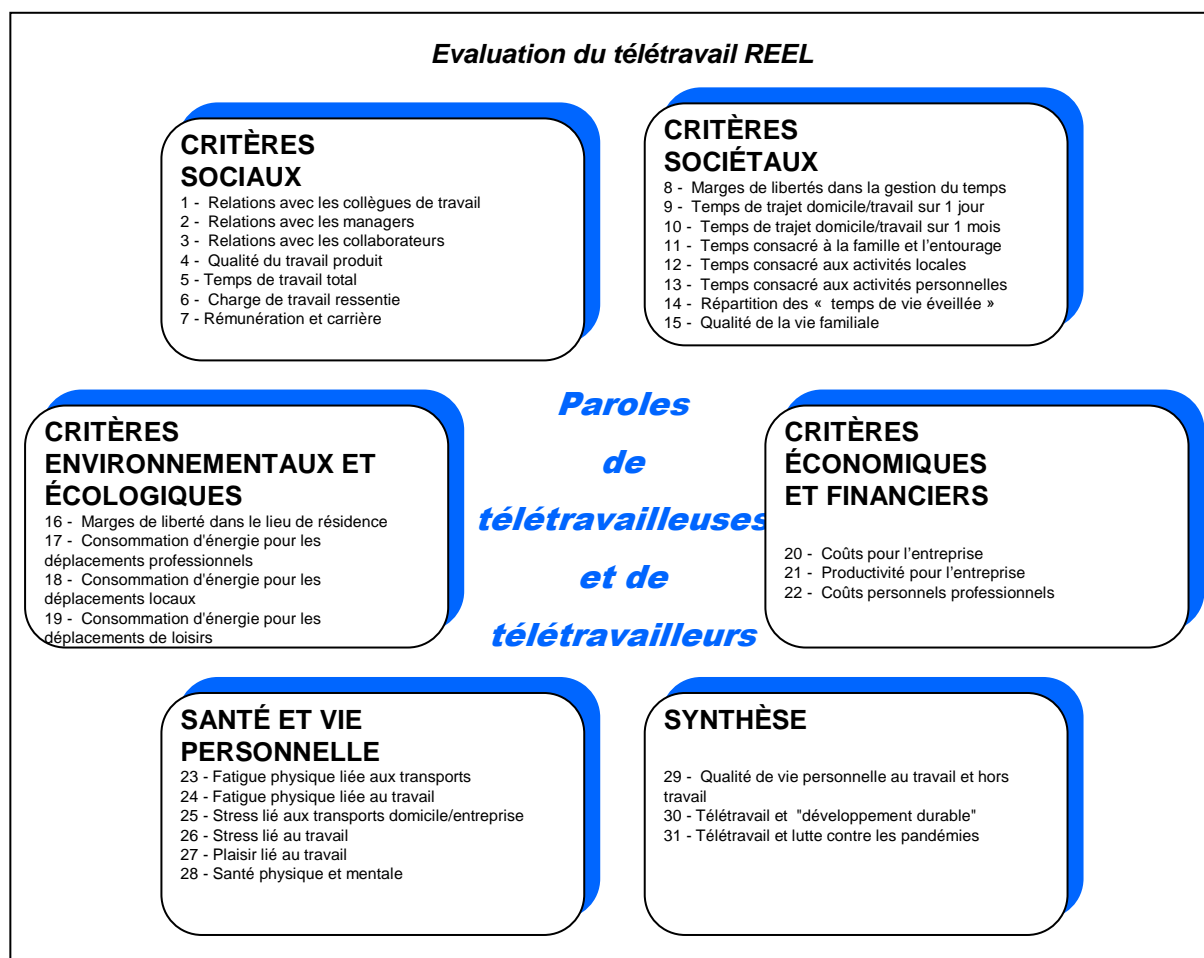 Evaluation du télétravail REEL
CRITÈRES
SOCIAUX
1 - Relations avec les collègues de travail
2 - Relations avec les managers
3 - Relations avec les collaborateurs
4 - Qualité du travail produit
5 - Temps de travail total
6 - Charge de travail ressentie
7 - Rémunération et carrière
CRITÈRES
SOCIÉTAUX
8 - Marges de libertés dans la gestion du temps
9 - Temps de trajet domicile/travail sur 1 jour
10 - Temps de trajet domicile/travail sur 1 mois
11 - Temps consacré à la famille et l'entourage
12 - Temps consacré aux activités locales
13 - Temps consacré aux activités personnelles
14 - Répartition des « temps de vie éveillée »
15 - Qualité de la vie familiale
CRITÈRES
ENVIRONNEMENTAUX ET
ÉCOLOGIQUES
16 - Marges de liberté dans le lieu de résidence
17 - Consommation d'énergie pour les
déplacements professionnels
18 - Consommation d'énergie pour les
déplacements locaux
19 - Consommation d'énergie pour les
déplacements de loisirs
Paroles
de
télétravailleuses
et de
télétravailleurs
CRITÈRES
ÉCONOMIQUES
ET FINANCIERS
20 - Coûts pour l'entreprise
21 - Productivité pour l'entreprise
22 - Coûts personnels professionnels
SANTÉ ET VIE
PERSONNELLE
23 - Fatigue physique liée aux transports
24 - Fatigue physique liée au travail
25 - Stress lié aux transports domicile/entreprise
26 - Stress lié au travail
27 - Plaisir lié au travail
28 - Santé physique et mentale
SYNTHÈSE
29 - Qualité de vie personnelle au travail et hors
travail
30 - Télétravail et "développement durable"
31 - Télétravail et lutte contre les pandémies